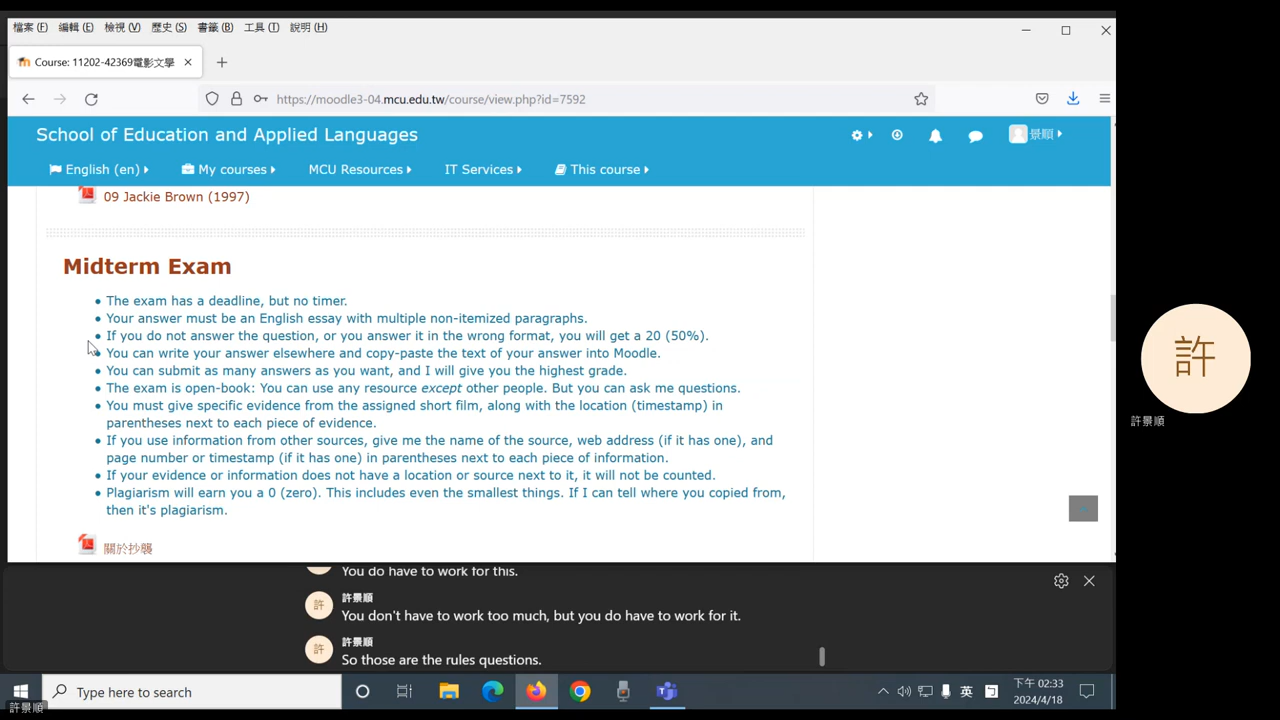 檔案 (F) 編輯 (E) 檢視 (V) 歷史 (S) 書籤 (B) 工具 (T) 說明 (H)
Course: 11202-42369電影文學
https://moodle3-04.mcu.edu.tw/course/view.php?id=7592
School of Education and Applied Languages
景順
English (en) My courses MCU Resources IT Services This course
09 Jackie Brown (1997)
Midterm Exam
The exam has a deadline, but no timer.
Your answer must be an English essay with multiple non-itemized paragraphs.
If you do not answer the question, or you answer it in the wrong format, you will get a 20 (50%).
You can write your answer elsewhere and copy-paste the text of your answer into Moodle.
You can submit as many answers as you want, and I will give you the highest grade.
The exam is open-book: You can use any resource except other people. But you can ask me questions.
You must give specific evidence from the assigned short film, along with the location (timestamp) in
parentheses next to each piece of evidence.
If you use information from other sources, give me the name of the source, web address (if it has one), and
page number or timestamp (if it has one) in parentheses next to each piece of information.
If your evidence or information does not have a location or source next to it, it will not be counted.
Plagiarism will earn you a 0 (zero). This includes even the smallest things. If I can tell where you copied from,
then it's plagiarism.
關於抄襲
許
許景順
You do have to work for this.
許 許景順
You don't have to work too much, but you do have to work for it.
許 許景順
So those are the rules questions.
Type here to search
英
下午 02:33
2024/4/18
許景順